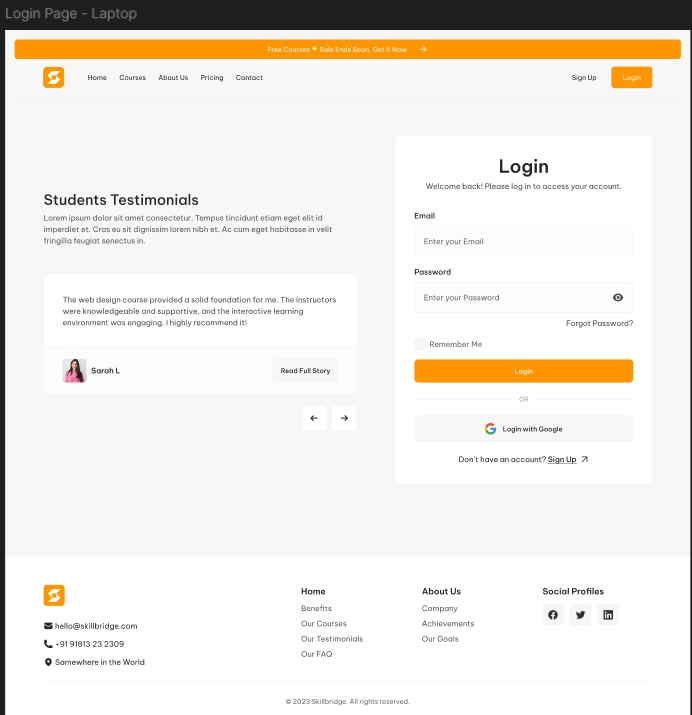 Login Page - Laptop
Free Courses ✦ Sale Ends Soon, Get It Now →
Home Courses About Us Pricing Contact Sign Up Login
Students Testimonials
Lorem ipsum dolor sit amet consectetur. Tempus tincidunt etiam eget elit id
imperdiet et. Cras eu sit dignissim lorem nibh et. Ac cum eget habitasse in velit
fringilla feugiat senectus in.
The web design course provided a solid foundation for me. The instructors
were knowledgeable and supportive, and the interactive learning
environment was engaging. I highly recommend it!
Sarah L
Read Full Story
Login
Welcome back! Please log in to access your account.
Email
Enter your Email
Password
Enter your Password
Forgot Password?
Remember Me
Login
OR
Login with Google
Don't have an account? Sign Up
hello@skillbridge.com
+91 91813 23 2309
Somewhere in the World
Home
Benefits
Our Courses
Our Testimonials
Our FAQ
About Us
Company
Achievements
Our Goals
Social Profiles
© 2023 Skillbridge. All rights reserved.